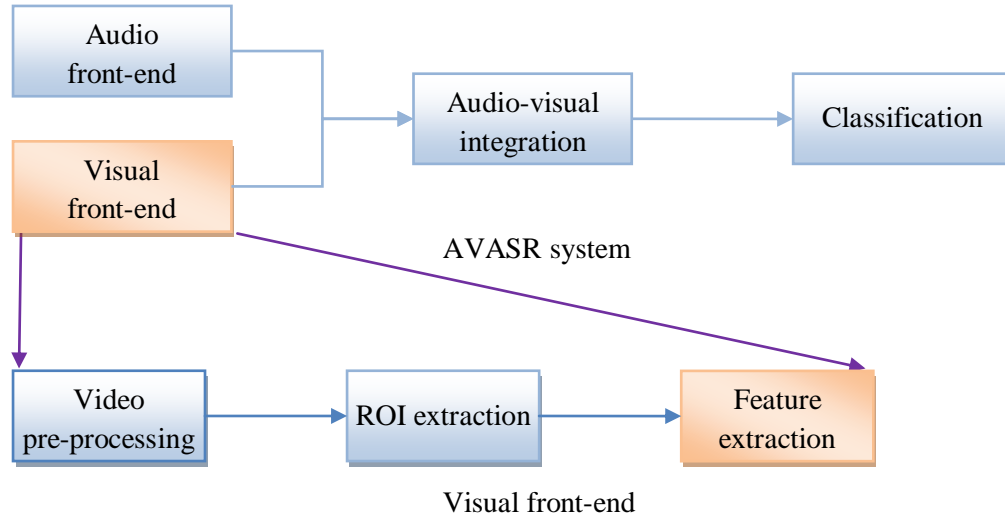 Audio
front-end
Audio-visual
integration
Classification
Visual
front-end
AVASR system
Video
pre-processing
ROI extraction
Feature
extraction
Visual front-end